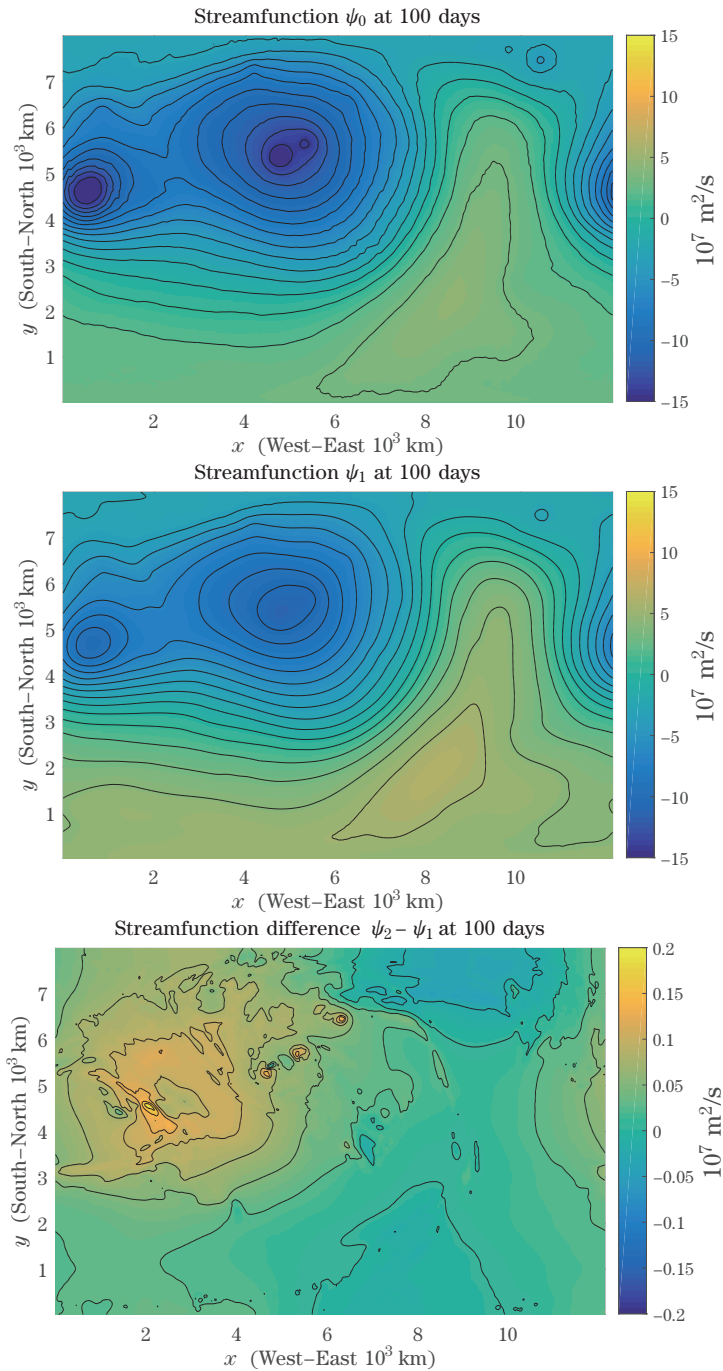 Streamfunction ψ0 at 100 days
15
10
5
0
−5
−10
−15
10^7 m^2/s
7
6
5
4
3
2
1
y (South–North 10^3 km)
2 4 6 8 10
x (West–East 10^3 km)
Streamfunction ψ1 at 100 days
15
10
5
0
−5
−10
−15
10^7 m^2/s
7
6
5
4
3
2
1
y (South–North 10^3 km)
2 4 6 8 10
x (West–East 10^3 km)
Streamfunction difference ψ2 − ψ1 at 100 days
0.2
0.15
0.1
0.05
0
−0.05
−0.1
−0.15
−0.2
10^7 m^2/s
7
6
5
4
3
2
1
y (South–North 10^3 km)
2 4 6 8 10
x (West–East 10^3 km)